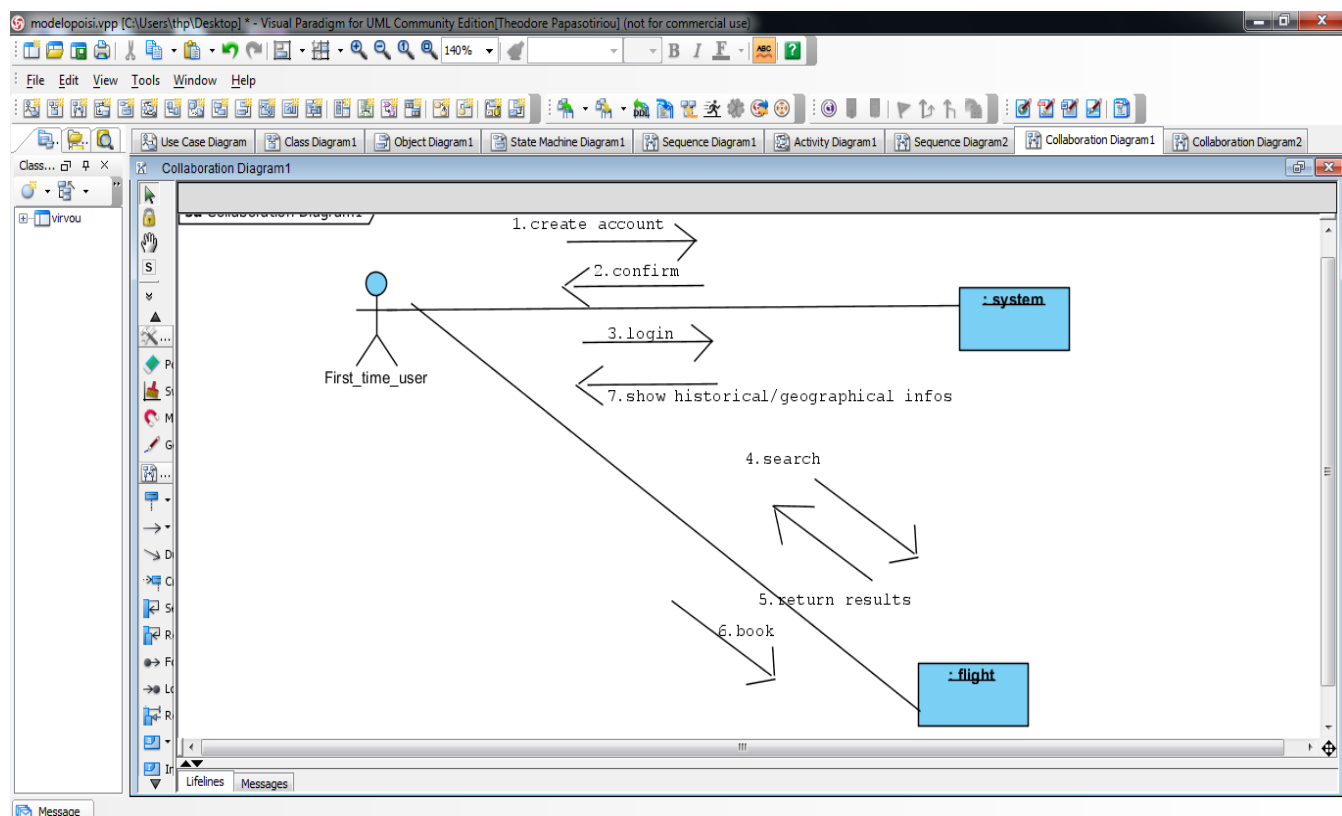 modelopoisi.vpp [C:\Users\thp\Desktop] * - Visual Paradigm for UML Community Edition[Theodore Papasotiriou] (not for commercial use)
140% B I F ABC ?
File Edit View Tools Window Help
Use Case Diagram Class Diagram1 Object Diagram1 State Machine Diagram1 Sequence Diagram1 Activity Diagram1 Sequence Diagram2 Collaboration Diagram1 Collaboration Diagram2
Class...
Collaboration Diagram1
virvou
Collaboration Diagram1
1.create account
2.confirm
: system
3.login
First_time_user
7.show historical/geographical infos
4.search
5.return results
6.book
: flight
Lifelines Messages
Message